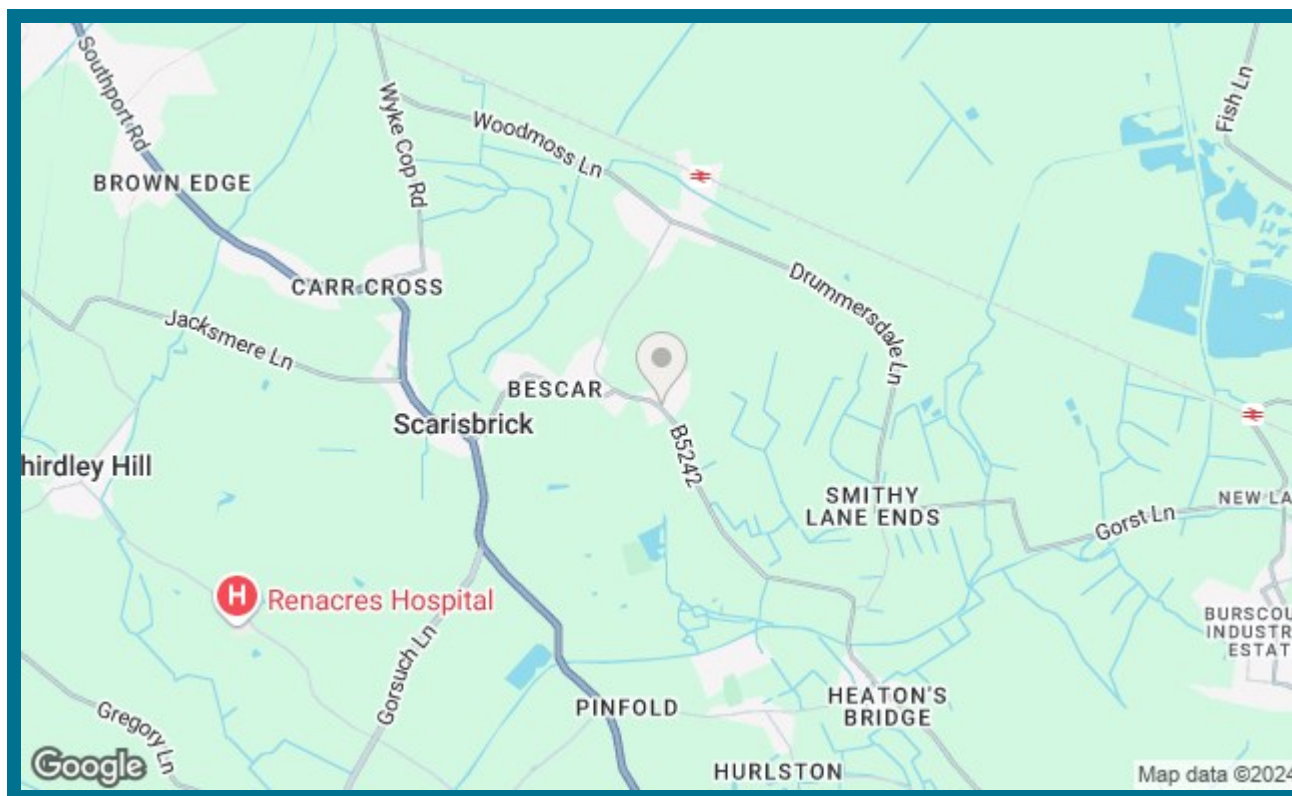 Southport Rd
Wyke Cop Rd
Woodmoss Ln
Fish Ln
BROWN EDGE
CARR CROSS
Drummersdale Ln
Jacksmere Ln
BESCAR
Scarisbrick
B5242
hirdley Hill
SMITHY
LANE ENDS
NEW LA
Gorst Ln
H
Renacres Hospital
BURSCOU
INDUSTR
ESTAT
Gorsuch Ln
Gregory Ln
PINFOLD
HEATON'S
BRIDGE
HURLSTON
Google
Map data ©2024